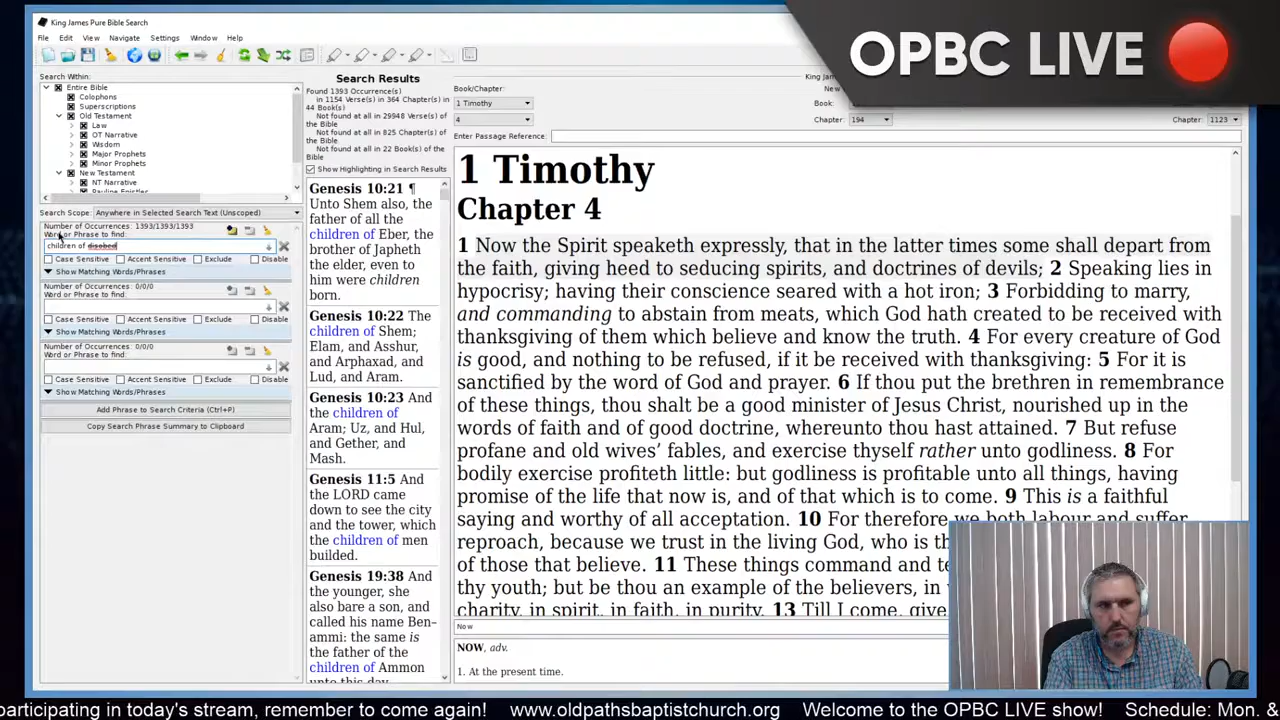 King James Pure Bible Search
OPBC LIVE
File Edit View Navigate Settings Window Help
Search Within:
Entire Bible
Colophons
Superscriptions
Old Testament
Law
OT Narrative
Wisdom
Major Prophets
Minor Prophets
New Testament
NT Narrative
Pauline Epistles
Search Scope: Anywhere in Selected Search Text (Unscoped)
Number of Occurrences: 1393/1393/1393
Word or Phrase to find:
children of disobed
Case Sensitive Accent Sensitive Exclude Disable
Show Matching Words/Phrases
Number of Occurrences: 0/0/0
Word or Phrase to find:
Case Sensitive Accent Sensitive Exclude Disable
Show Matching Words/Phrases
Number of Occurrences: 0/0/0
Word or Phrase to find:
Case Sensitive Accent Sensitive Exclude Disable
Show Matching Words/Phrases
Add Phrase to Search Criteria (Ctrl+P)
Copy Search Phrase Summary to Clipboard
Search Results
Found 1393 Occurrence(s)
in 1154 Verse(s) in 364 Chapter(s) in
44 Book(s)
Not found at all in 29948 Verse(s) of
the Bible
Not found at all in 825 Chapter(s) of
the Bible
Not found at all in 22 Book(s) of the
Bible
Show Highlighting in Search Results
Genesis 10:21 ¶
Unto Shem also, the
father of all the
children of Eber, the
brother of Japheth
the elder, even to
him were children
born.
Genesis 10:22 The
children of Shem;
Elam, and Asshur,
and Arphaxad, and
Lud, and Aram.
Genesis 10:23 And
the children of
Aram; Uz, and Hul,
and Gether, and
Mash.
Genesis 11:5 And
the LORD came
down to see the city
and the tower, which
the children of men
builded.
Genesis 19:38 And
the younger, she
also bare a son, and
called his name Ben–
ammi: the same is
the father of the
children of Ammon
unto this day.
King Jam
Book/Chapter: New
1 Timothy Book:
4 Chapter: 194 Chapter: 1123
Enter Passage Reference:
1 Timothy
Chapter 4
1 Now the Spirit speaketh expressly, that in the latter times some shall depart from
the faith, giving heed to seducing spirits, and doctrines of devils; 2 Speaking lies in
hypocrisy; having their conscience seared with a hot iron; 3 Forbidding to marry,
and commanding to abstain from meats, which God hath created to be received with
thanksgiving of them which believe and know the truth. 4 For every creature of God
is good, and nothing to be refused, if it be received with thanksgiving: 5 For it is
sanctified by the word of God and prayer. 6 If thou put the brethren in remembrance
of these things, thou shalt be a good minister of Jesus Christ, nourished up in the
words of faith and of good doctrine, whereunto thou hast attained. 7 But refuse
profane and old wives’ fables, and exercise thyself rather unto godliness. 8 For
bodily exercise profiteth little: but godliness is profitable unto all things, having
promise of the life that now is, and of that which is to come. 9 This is a faithful
saying and worthy of all acceptation. 10 For therefore we both labour and suffer
reproach, because we trust in the living God, who is th
of those that believe. 11 These things command and te
thy youth; but be thou an example of the believers, in
charity, in spirit, in faith, in purity. 13 Till I come, give
Now
NOW, adv.
1. At the present time.
participating in today's stream, remember to come again! www.oldpathsbaptistchurch.org Welcome to the OPBC LIVE show! Schedule: Mon. &